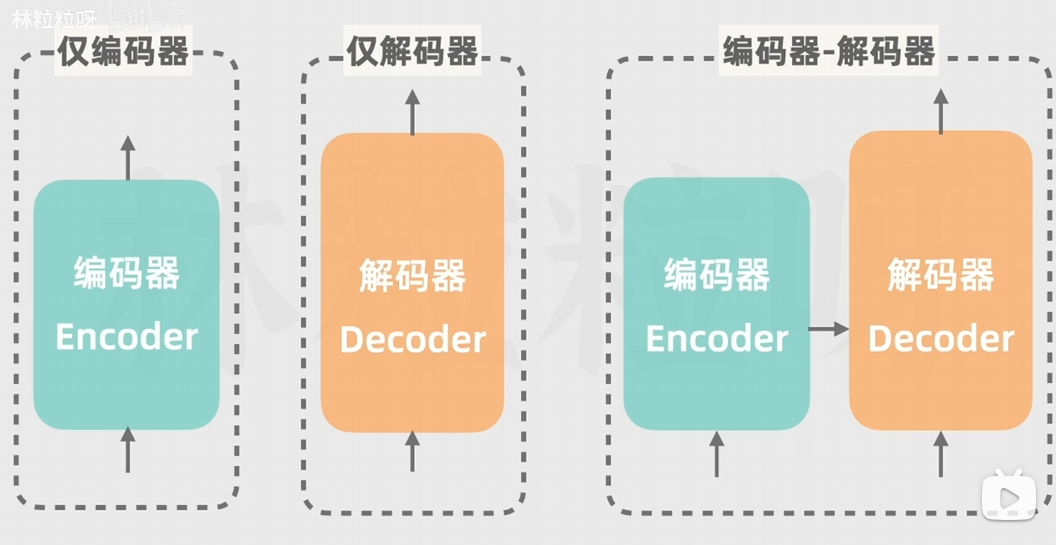 林粒粒呀
仅编码器
仅解码器
编码器-解码器
编码器
Encoder
解码器
Decoder
编码器
Encoder
解码器
Decoder
林粒粒呀